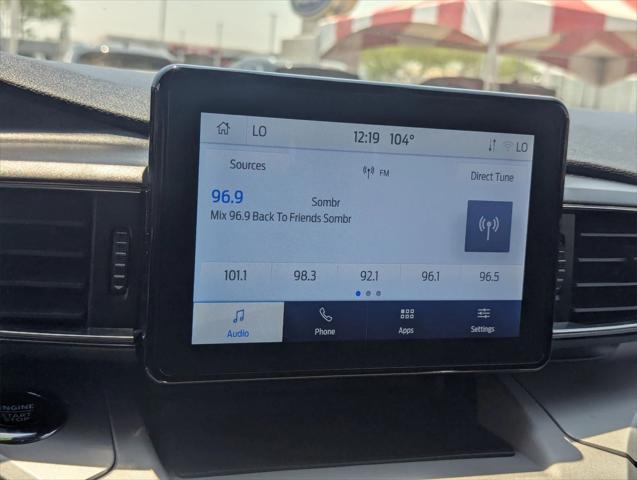 LO 12:19 104° LO
Sources FM Direct Tune
96.9 Sombr
Mix 96.9 Back To Friends Sombr
101.1 98.3 92.1 96.1 96.5
Audio Phone Apps Settings
ENGINE
START
STOP